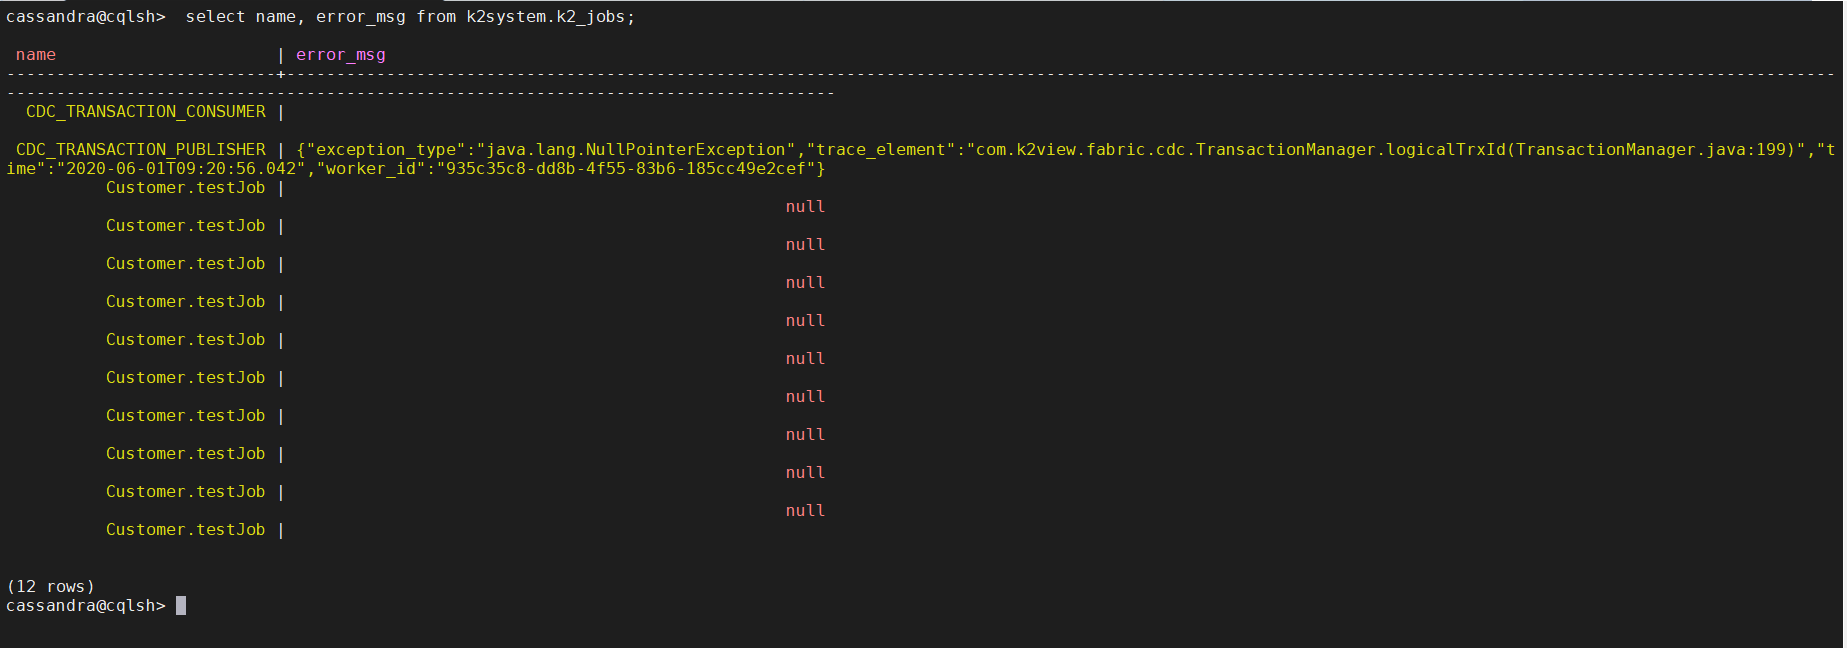 cassandra@cqlsh>  select name, error_msg from k2system.k2_jobs;
 name                      | error_msg
---------------------------+-----------------------------------------------------------------------------------------------------------------------------------------------------------
-----------------------------------------------------------------------------------
  CDC_TRANSACTION_CONSUMER |
 CDC_TRANSACTION_PUBLISHER | {"exception_type":"java.lang.NullPointerException","trace_element":"com.k2view.fabric.cdc.TransactionManager.logicalTrxId(TransactionManager.java:199)","t
ime":"2020-06-01T09:20:56.042","worker_id":"935c35c8-dd8b-4f55-83b6-185cc49e2cef"}
          Customer.testJob |
null
          Customer.testJob |
null
          Customer.testJob |
null
          Customer.testJob |
null
          Customer.testJob |
null
          Customer.testJob |
null
          Customer.testJob |
null
          Customer.testJob |
null
          Customer.testJob |
null
          Customer.testJob |
(12 rows)
cassandra@cqlsh>